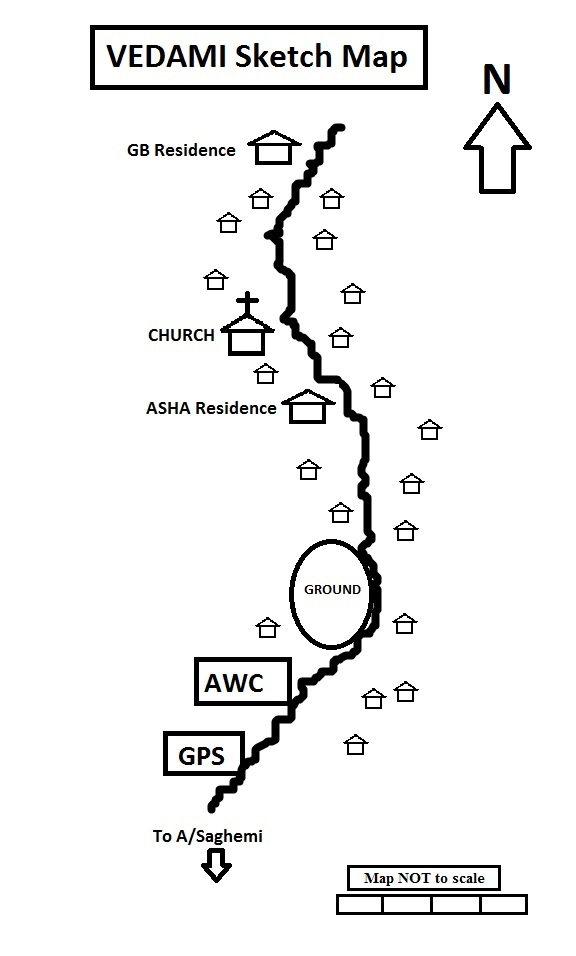 VEDAMI Sketch Map
N
GB Residence
CHURCH
ASHA Residence
GROUND
AWC
GPS
To A/Saghemi
Map NOT to scale